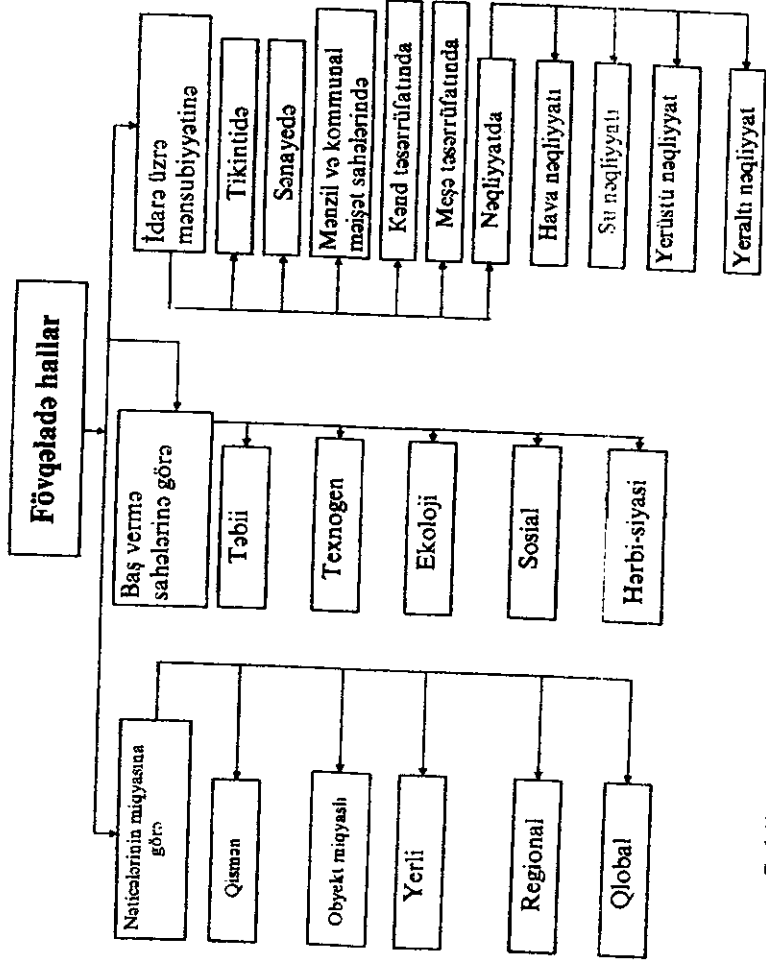 Fövqəladə hallar
Nəticələrinin miqyasına
görə
Qismən
Obyekt miqyaslı
Yerli
Regional
Qlobal
Baş vermə
sahələrinə görə
Təbii
Texnogen
Ekoloji
Sosial
Hərbi-siyasi
İdarə üzrə
mənsubiyyətinə
Tikintidə
Sənayedə
Mənzil və kommunal
məişət sahələrində
Kənd təsərrüfatında
Meşə təsərrüfatında
Nəqliyyatda
Hava nəqliyyatı
Su nəqliyyatı
Yerüstü nəqliyyat
Yeraltı nəqliyyat